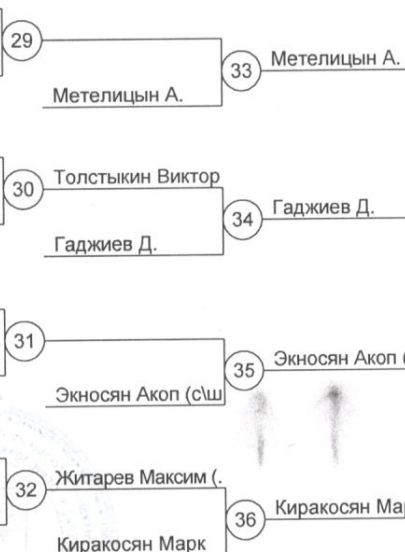 29
33
Метелицын А.
Метелицын А.
30
Толстыкин Виктор
34
Гаджиев Д.
Гаджиев Д.
31
35
Экносян Акоп (
Экносян Акоп (с\ш
32
Житарев Максим (.
36
Киракосян Мар
Киракосян Марк